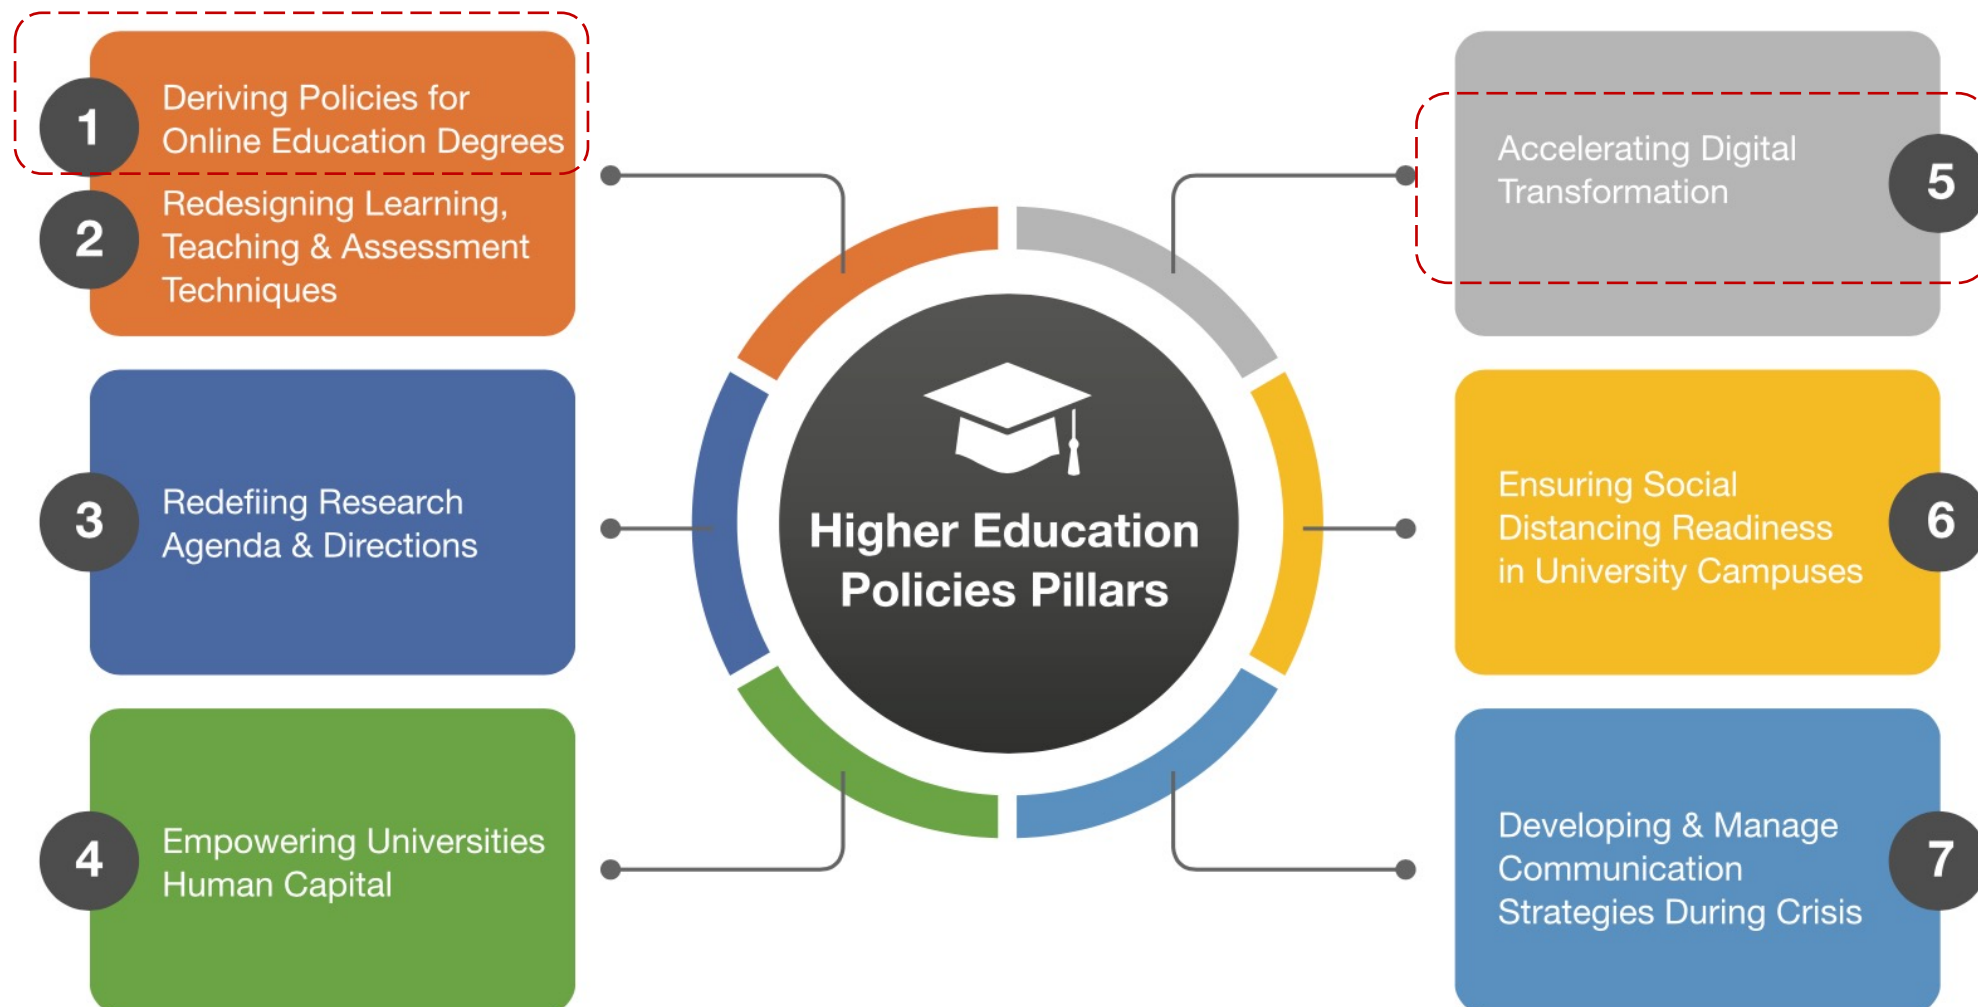 1
Deriving Policies for
Online Education Degrees
2
Redesigning Learning,
Teaching & Assessment
Techniques
3
Redefiing Research
Agenda & Directions
4
Empowering Universities
Human Capital
Higher Education
Policies Pillars
Accelerating Digital
Transformation
5
Ensuring Social
Distancing Readiness
in University Campuses
6
Developing & Manage
Communication
Strategies During Crisis
7